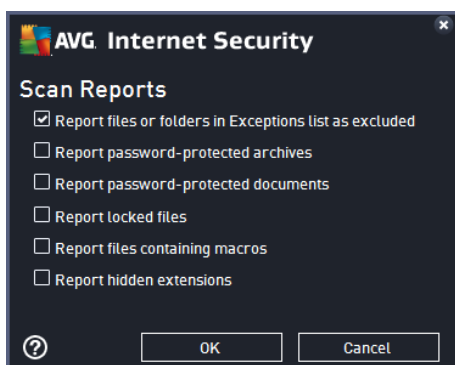 AVG. Internet Security
Scan Reports
Report files or folders in Exceptions list as excluded
Report password-protected archives
Report password-protected documents
Report locked files
Report files containing macros
Report hidden extensions
?
OK
Cancel